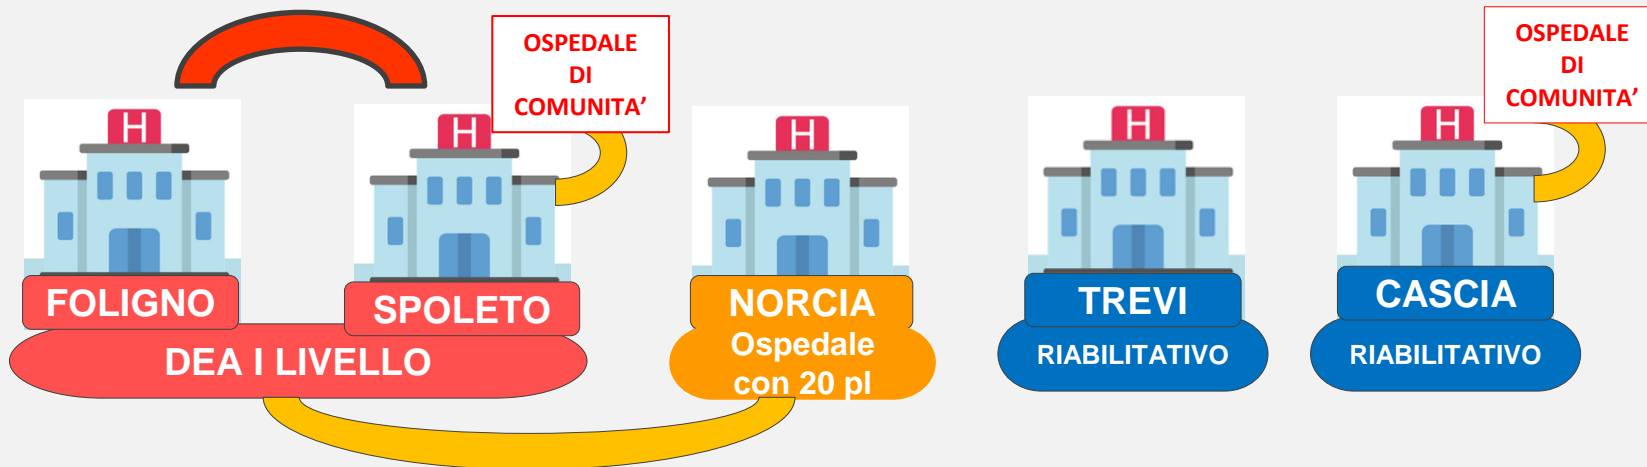 OSPEDALE
DI
COMUNITA’
OSPEDALE
DI
COMUNITA’
H
H
H
H
H
FOLIGNO
SPOLETO
NORCIA
TREVI
CASCIA
DEA I LIVELLO
Ospedale
con 20 pl
RIABILITATIVO
RIABILITATIVO